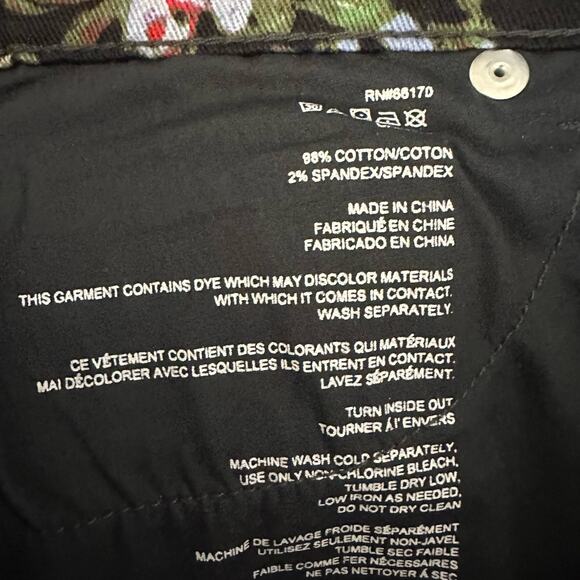 RN#66170
98% COTTON/COTON
2% SPANDEX/SPANDEX
MADE IN CHINA
FABRIQUÉ EN CHINE
FABRICADO EN CHINA
THIS GARMENT CONTAINS DYE WHICH MAY DISCOLOR MATERIALS
WITH WHICH IT COMES IN CONTACT.
WASH SEPARATELY.
CE VÊTEMENT CONTIENT DES COLORANTS QUI MATÉRIAUX
MAI DÉCOLORER AVEC LESQUELLES ILS ENTRENT EN CONTACT.
LAVEZ SÉPARÉMENT.
TURN INSIDE OUT
TOURNER Á I' ENVERS
MACHINE WASH COLD SEPARATELY,
USE ONLY NON-CHLORINE BLEACH,
TUMBLE DRY LOW,
LOW IRON AS NEEDED,
DO NOT DRY CLEAN
MACHINE DE LAVAGE FROIDE SÉPARÉMENT
UTILISEZ SEULEMENT NON-JAVEL
TUMBLE SEC FAIBLE
FAIBLE COMME FER NÉCESSAIRES
NE PAS NETTOYER Á SEC